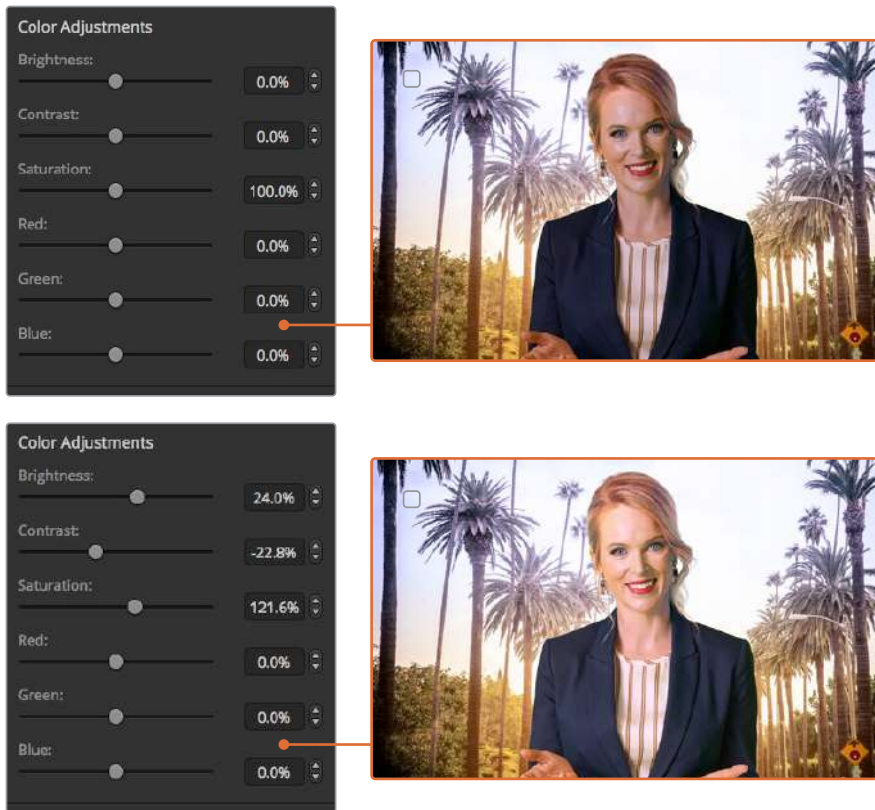 Color Adjustments
Brightness:
0.0%
Contrast:
0.0%
Saturation:
100.0%
Red:
0.0%
Green:
0.0%
Blue:
0.0%
Color Adjustments
Brightness:
24.0%
Contrast:
-22.8%
Saturation:
121.6%
Red:
0.0%
Green:
0.0%
Blue:
0.0%